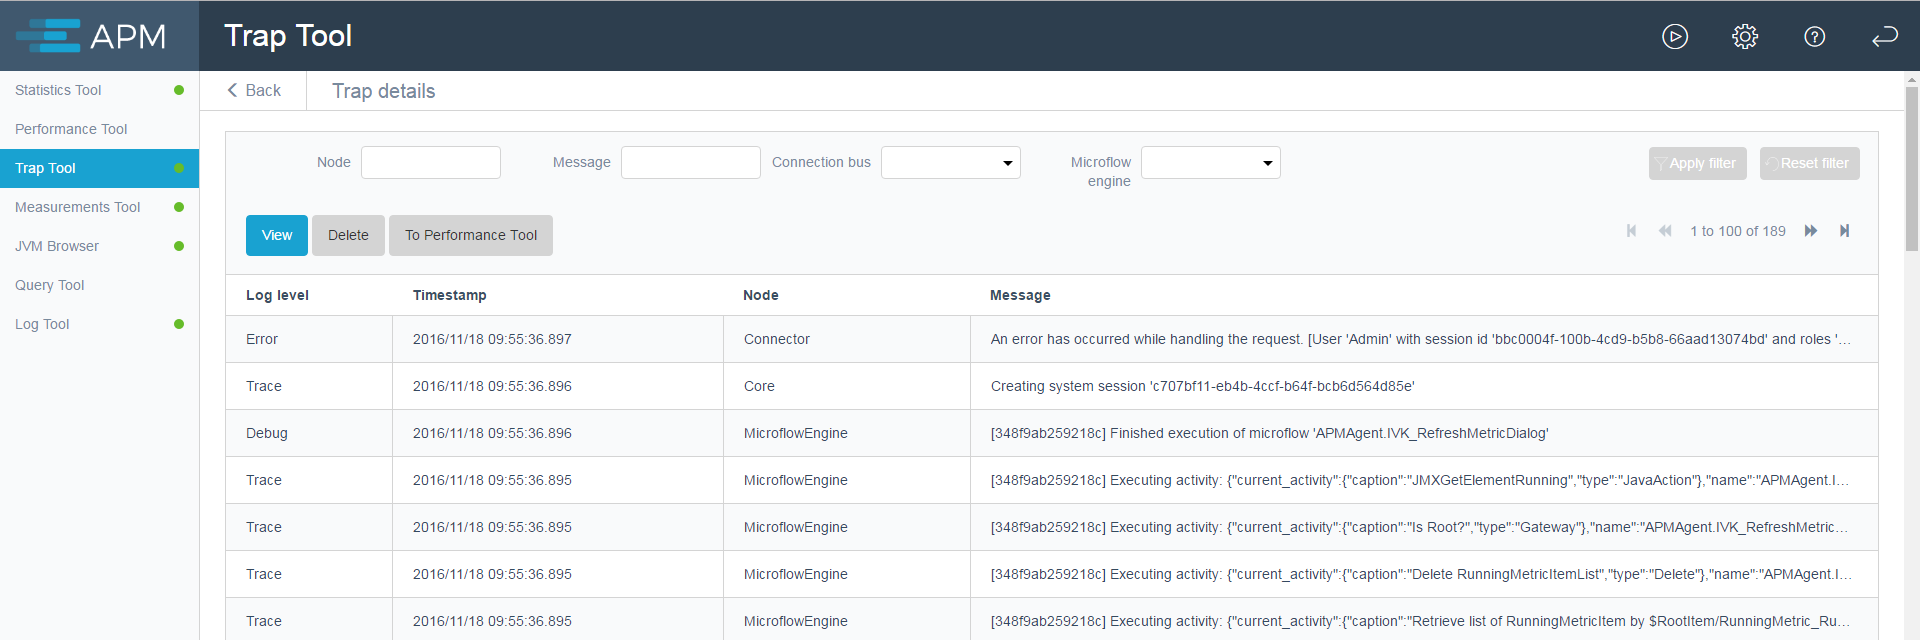 APM
Trap Tool
Statistics Tool
Performance Tool
Trap Tool
Measurements Tool
JVM Browser
Query Tool
Log Tool
Back
Trap details
Node
Message
Connection bus
Microflow
engine
Apply filter
Reset filter
View
Delete
To Performance Tool
1 to 100 of 189
Log level Timestamp Node Message
Error 2016/11/18 09:55:36.897 Connector An error has occurred while handling the request. [User 'Admin' with session id 'bbc0004f-100b-4cd9-b5b8-66aad13074bd' and roles '...
Trace 2016/11/18 09:55:36.896 Core Creating system session 'c707bf11-eb4b-4ccf-b64f-bcb6d564d85e'
Debug 2016/11/18 09:55:36.896 MicroflowEngine [348f9ab259218c] Finished execution of microflow 'APMAgent.IVK_RefreshMetricDialog'
Trace 2016/11/18 09:55:36.895 MicroflowEngine [348f9ab259218c] Executing activity: {"current_activity":{"caption":"JMXGetElementRunning","type":"JavaAction"},"name":"APMAgent.I...
Trace 2016/11/18 09:55:36.895 MicroflowEngine [348f9ab259218c] Executing activity: {"current_activity":{"caption":"Is Root?","type":"Gateway"},"name":"APMAgent.IVK_RefreshMetric...
Trace 2016/11/18 09:55:36.895 MicroflowEngine [348f9ab259218c] Executing activity: {"current_activity":{"caption":"Delete RunningMetricItemList","type":"Delete"},"name":"APMAgent.I...
Trace 2016/11/18 09:55:36.895 MicroflowEngine [348f9ab259218c] Executing activity: {"current_activity":{"caption":"Retrieve list of RunningMetricItem by $RootItem/RunningMetric_Ru...